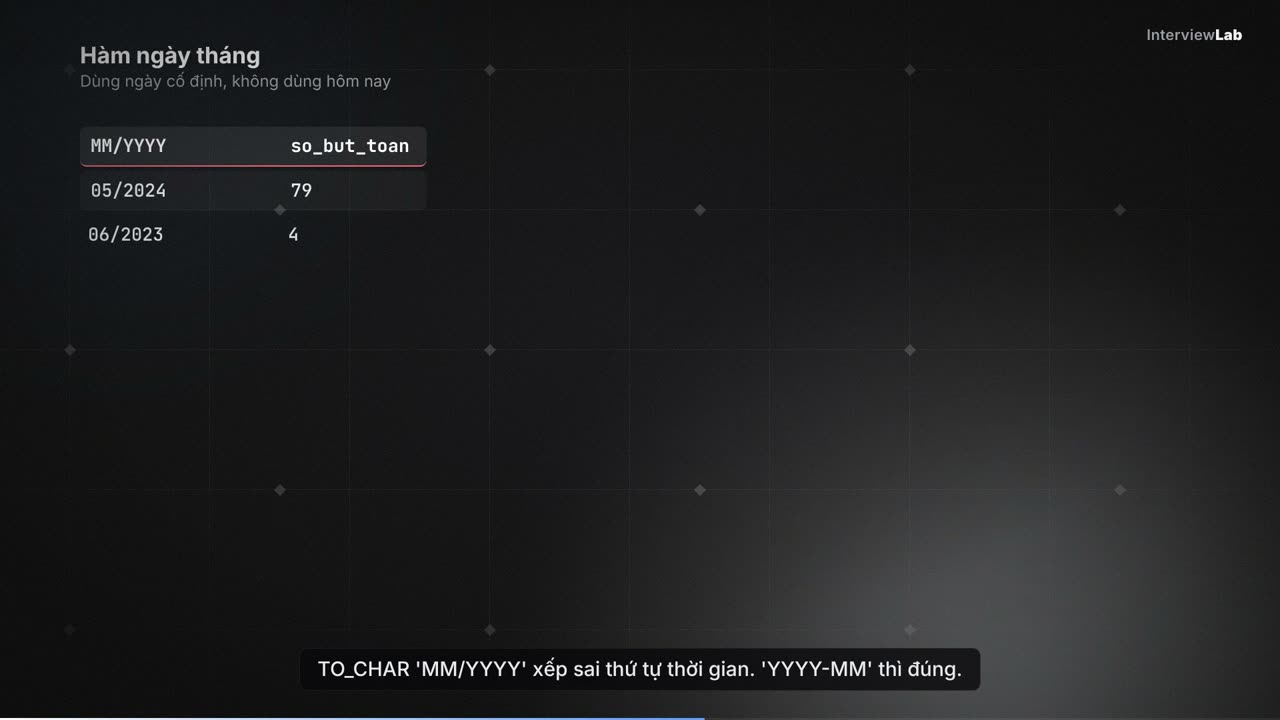 Hàm ngày tháng
InterviewLab
Dùng ngày cố định, không dùng hôm nay
MM/YYYY so_but_toan
05/2024 79
06/2023 4
TO_CHAR 'MM/YYYY' xếp sai thứ tự thời gian. 'YYYY-MM' thì đúng.